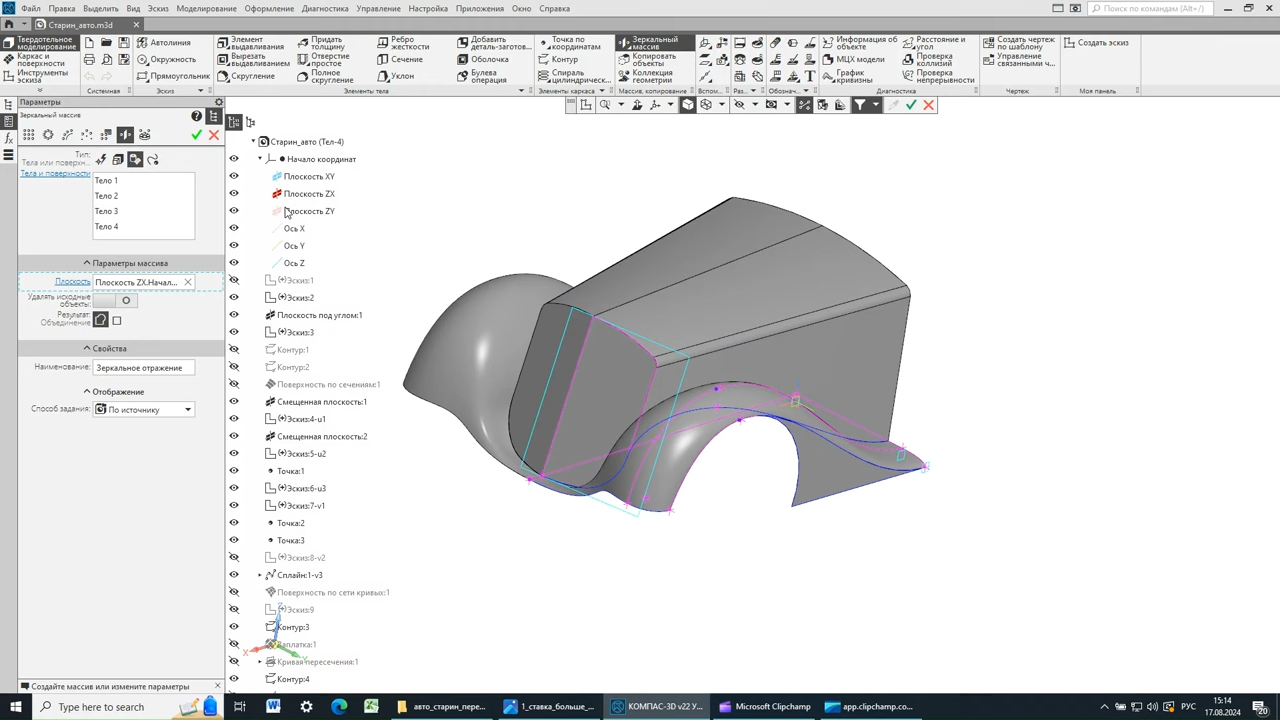 Файл Правка Выделить Вид Эскиз Моделирование Оформление Диагностика Управление Настройка Приложения Окно Справка
Поиск по командам (Alt+/)
Старин_авто.m3d
Твердотельное моделирование
Каркас и поверхности
Инструменты эскиза
Системная
Автолиния
Окружность
Прямоугольник
Эскиз
Элемент выдавливания
Вырезать выдавливанием
Скругление
Придать толщину
Отверстие простое
Полное скругление
Ребро жесткости
Сечение
Уклон
Добавить деталь-загото...
Оболочка
Булева операция
Элементы тела
Точка по координатам
Контур
Спираль цилиндрическ...
Элементы каркаса
Зеркальный массив
Копировать объекты
Коллекция геометрии
Массив, копирование
Вспом...
Разм...
Обознач...
Информация об объекте
МЦХ модели
График кривизны
Расстояние и угол
Проверка коллизий
Проверка непрерывности
Диагностика
Создать чертеж по шаблону
Управление связанными...
Чертеж
Создать эскиз
Моя панель
Параметры
Зеркальный массив
Тип:
Тела или поверхн...
Тела и поверхности
Тело 1
Тело 2
Тело 3
Тело 4
Параметры массива
Плоскость
Плоскость ZX.Начал...
Удалять исходные объекты:
Результат:
Объединение
Свойства
Наименование:
Зеркальное отражение
Отображение
Способ задания:
По источнику
Создайте массив или измените параметры
Старин_авто (Тел-4)
Начало координат
Плоскость XY
Плоскость ZX
Плоскость ZY
Ось X
Ось Y
Ось Z
(+)Эскиз:1
(+)Эскиз:2
Плоскость под углом:1
(+)Эскиз:3
Контур:1
Контур:2
Поверхность по сечениям:1
Смещенная плоскость:1
(+)Эскиз:4-u1
Смещенная плоскость:2
(+)Эскиз:5-u2
Точка:1
(+)Эскиз:6-u3
(+)Эскиз:7-v1
Точка:2
Точка:3
(+)Эскиз:8-v2
Сплайн:1-v3
Поверхность по сети кривых:1
(+)Эскиз:9
Контур:3
Заплатка:1
Кривая пересечения:1
Контур:4
Z
X
Y
Type here to search
авто_старин_пере...
1_ставка_больше_...
КОМПАС-3D v22 У...
Microsoft Clipchamp
app.clipchamp.co...
15:14
17.08.2024
20